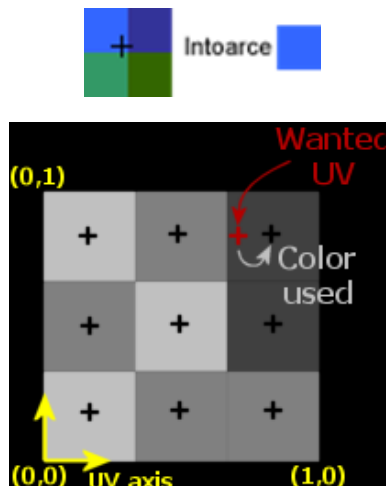 Intoarce
Wanted
UV
(0,1)
Color
used
(0,0) UV axis (1,0)